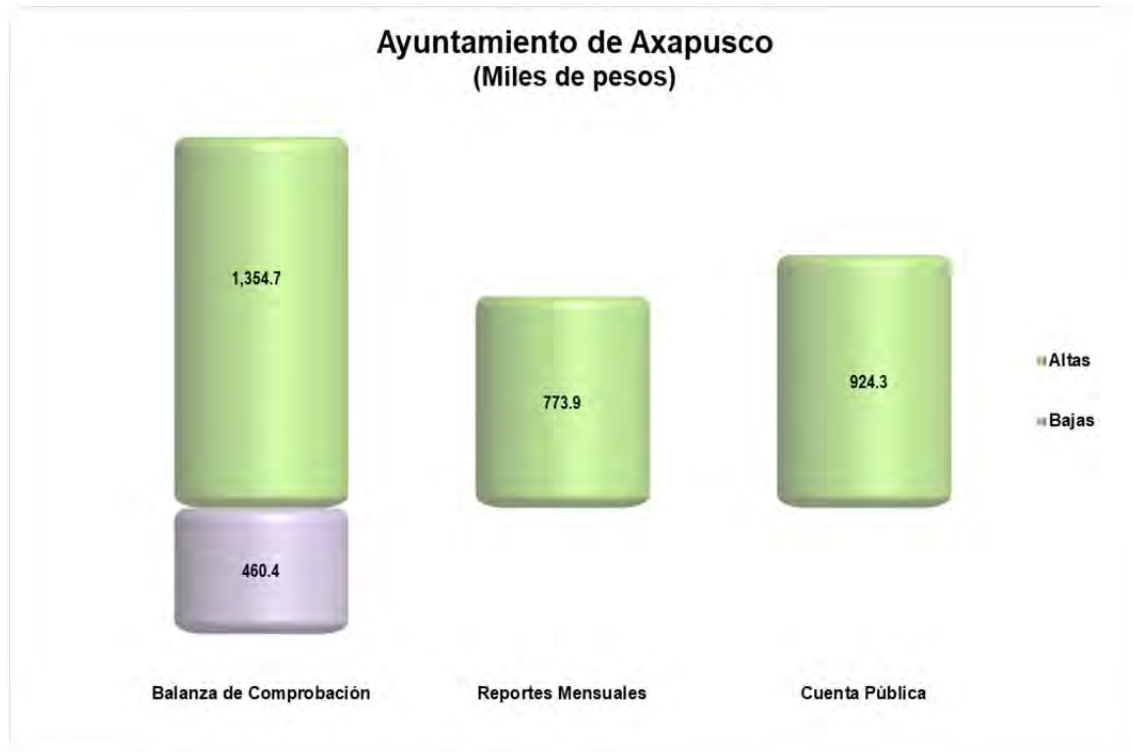 Ayuntamiento de Axapusco
(Miles de pesos)
1,354.7
773.9
924.3
460.4
Altas
Bajas
Balanza de Comprobación
Reportes Mensuales
Cuenta Pública